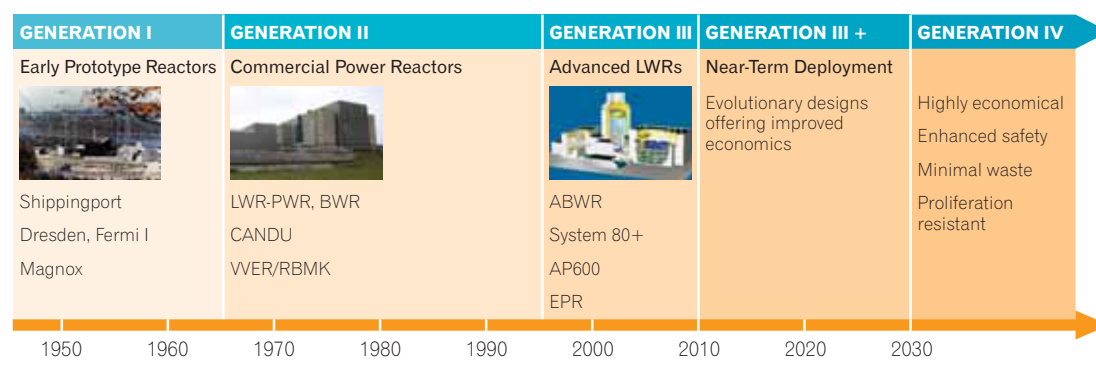 GENERATION I
GENERATION II
GENERATION III
GENERATION III +
GENERATION IV
Early Prototype Reactors
Shippingport
Dresden, Fermi I
Magnox
Commercial Power Reactors
LWR-PWR, BWR
CANDU
VVER/RBMK
Advanced LWRs
ABWR
System 80+
AP600
EPR
Near-Term Deployment
Evolutionary designs
offering improved
economics
Highly economical
Enhanced safety
Minimal waste
Proliferation
resistant
1950 1960 1970 1980 1990 2000 2010 2020 2030